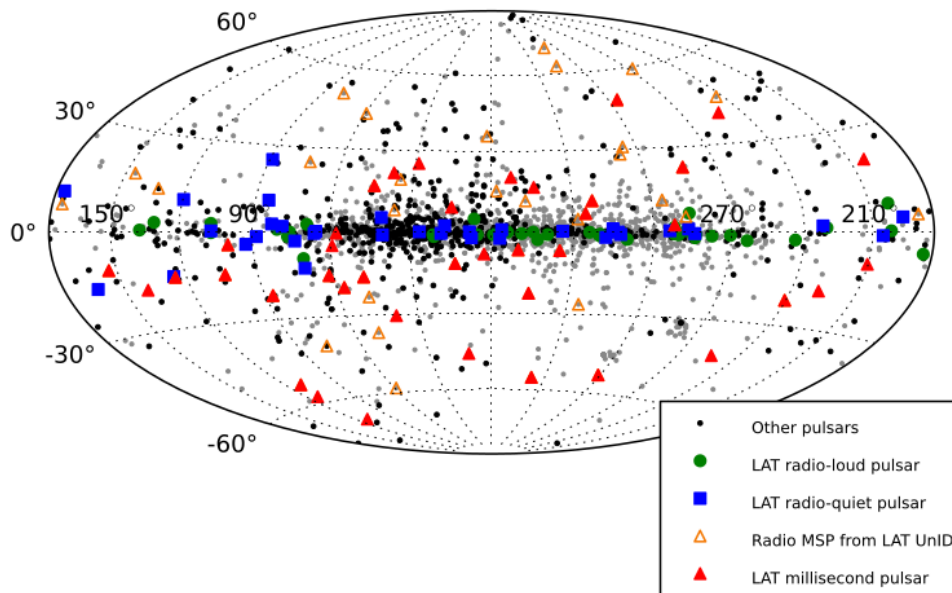 60°
30°
150°
90°
270°
210°
0°
-30°
-60°
Other pulsars
LAT radio-loud pulsar
LAT radio-quiet pulsar
Radio MSP from LAT UnID
LAT millisecond pulsar